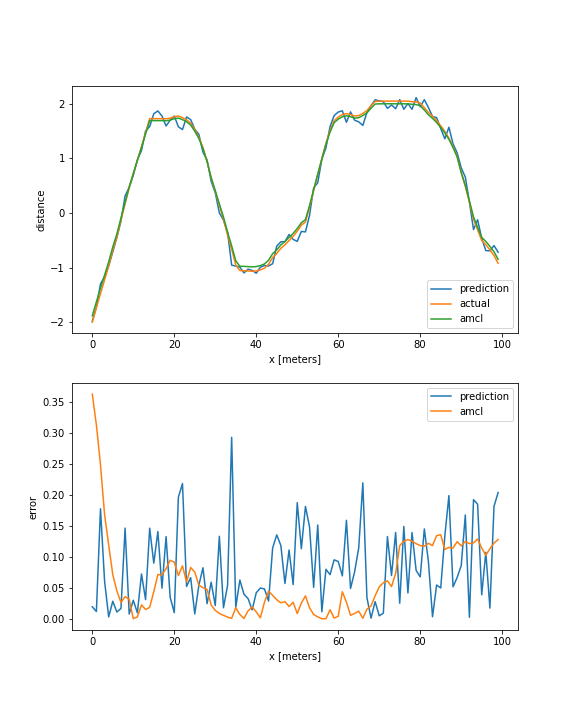 2
1
0
−1
−2
distance
prediction
actual
amcl
0 20 40 60 80 100
x [meters]
0.35
0.30
0.25
0.20
0.15
0.10
0.05
0.00
error
prediction
amcl
0 20 40 60 80 100
x [meters]